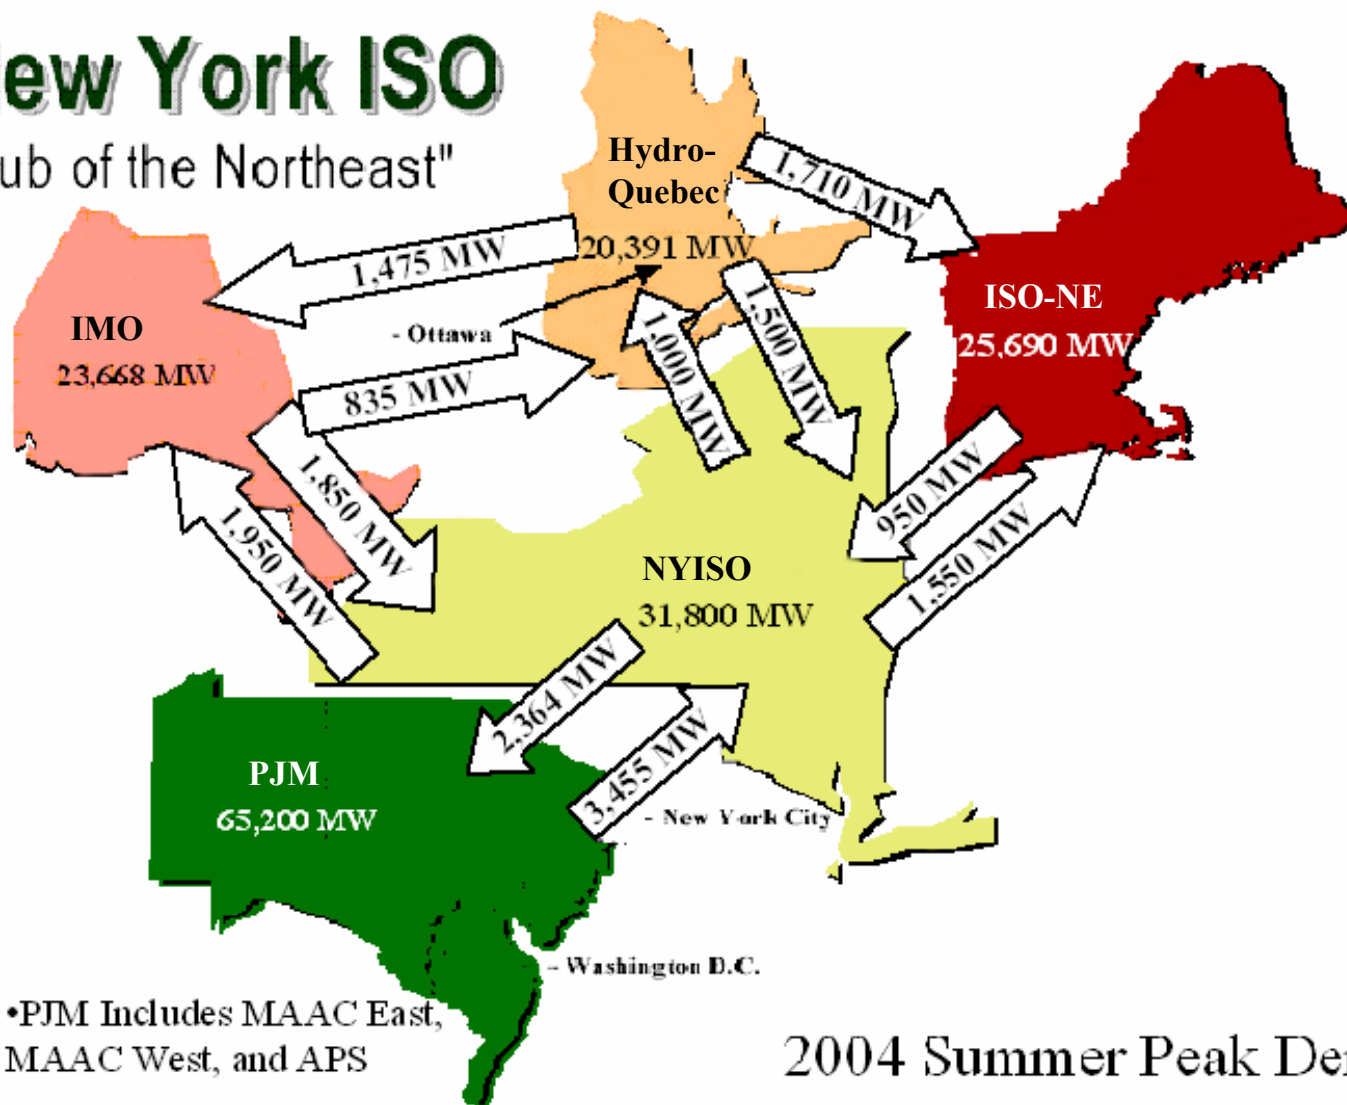 ew York ISO
ub of the Northeast"
Hydro-
Quebec
20,391 MW
1,710 MW
1,475 MW
ISO-NE
25,690 MW
IMO
23,668 MW
- Ottawa
835 MW
1,000 MW
1,500 MW
1,850 MW
1,950 MW
950 MW
1,550 MW
NYISO
31,800 MW
2,364 MW
3,455 MW
PJM
65,200 MW
- New York City
- Washington D.C.
•PJM Includes MAAC East,
MAAC West, and APS
2004 Summer Peak De